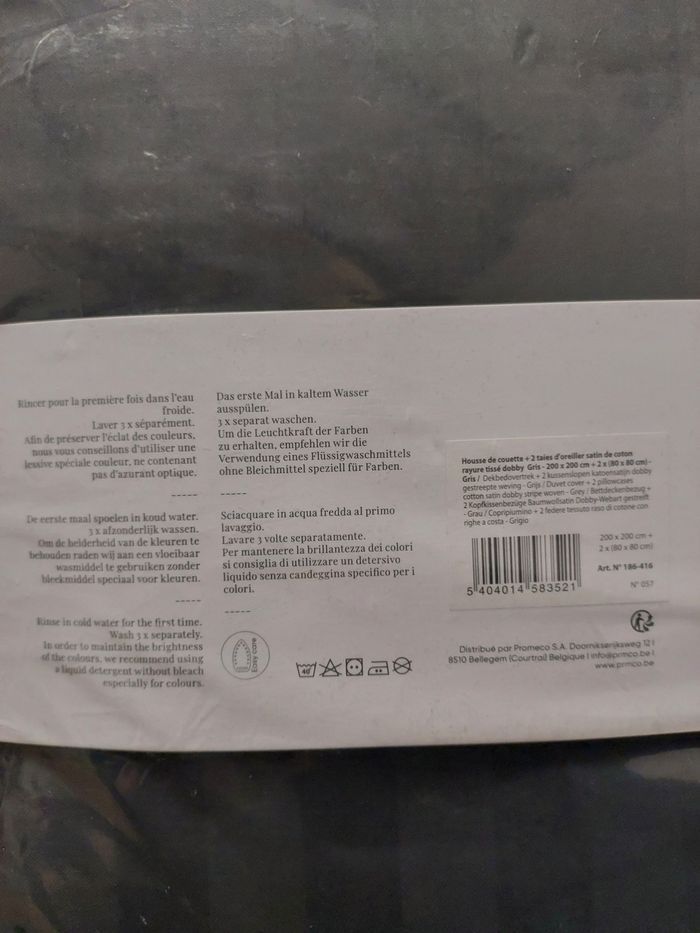 Rincer pour la première fois dans l'eau
froide.
Laver 3 x séparément.
Afin de préserver l'éclat des couleurs,
nous vous conseillons d'utiliser une
lessive spéciale couleur, ne contenant
pas d'azurant optique.
-----
De eerste maal spoelen in koud water.
3 x afzonderlijk wassen.
Om de helderheid van de kleuren te
behouden raden wij aan een vloeibaar
wasmiddel te gebruiken zonder
bleekmiddel speciaal voor kleuren.
-----
Rinse in cold water for the first time.
Wash 3 x separately.
In order to maintain the brightness
of the colours, we recommend using
a liquid detergent without bleach
especially for colours.
Das erste Mal in kaltem Wasser
ausspülen.
3 x separat waschen.
Um die Leuchtkraft der Farben
zu erhalten, empfehlen wir die
Verwendung eines Flüssigwaschmittels
ohne Bleichmittel speziell für Farben.
-----
Sciacquare in acqua fredda al primo
lavaggio.
Lavare 3 volte separatamente.
Per mantenere la brillantezza dei colori
si consiglia di utilizzare un detersivo
liquido senza candeggina specifico per i
colori.
-----
Easy care
40°
Housse de couette + 2 taies d'oreiller satin de coton
rayure tissé dobby Gris - 200 x 200 cm + 2 x (80 x 80 cm) -
Gris / Dekbedovertrek + 2 kussenslopen katoensatijn dobby
gestreepte weving - Grijs / Duvet cover + 2 pillowcases
cotton satin dobby stripe woven - Grey / Bettdeckenbezug +
2 Kopfkissenbezüge Baumwollsatin Dobby-Webart gestreift
- Grau / Copripiumino + 2 federe tessuto raso di cotone con
righe a costa - Grigio
200 x 200 cm +
2 x (80 x 80 cm)
Art. N° 186-416
N° 057
5 404014 583521
Distribué par Promeco S.A. Doornikserijksweg 12 |
8510 Bellegem (Courtrai) Belgique | info@prmco.be |
www.prmco.be